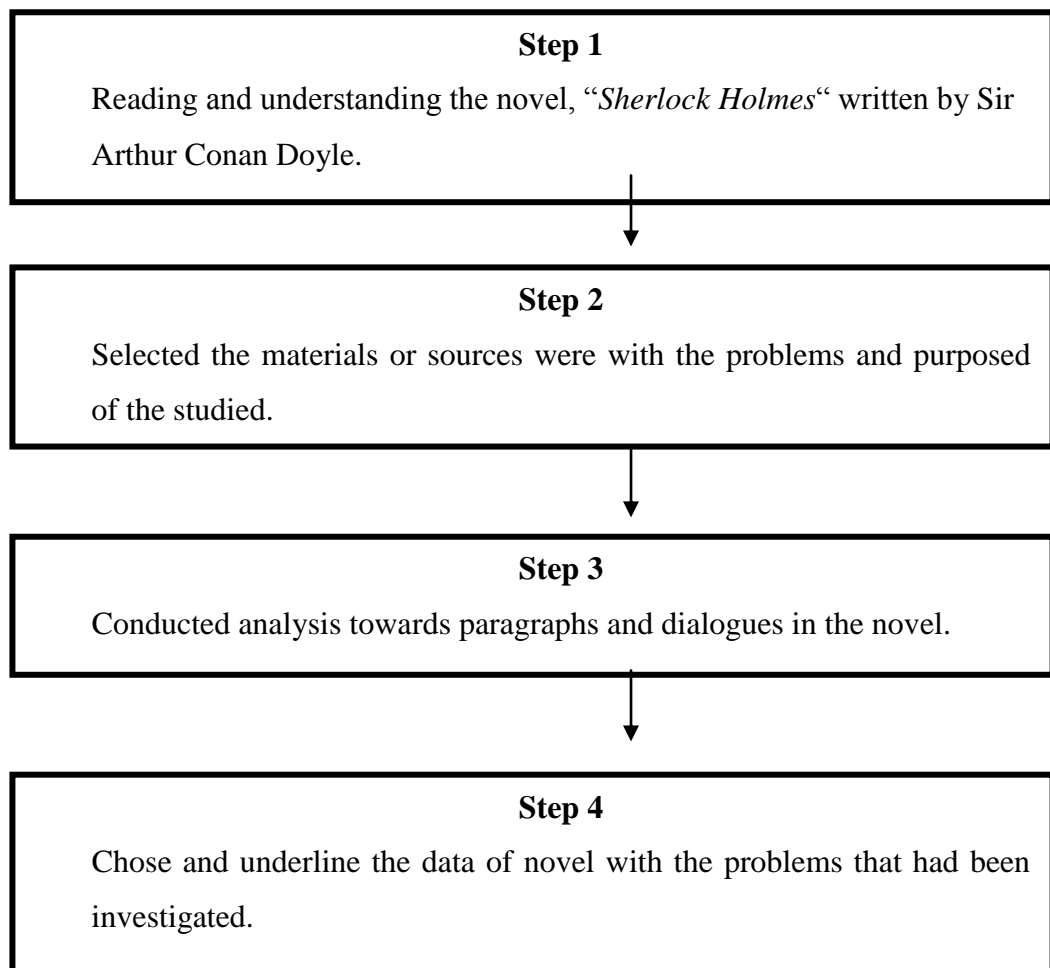 Step 1
Reading and understanding the novel, “Sherlock Holmes“ written by Sir
Arthur Conan Doyle.
Step 2
Selected the materials or sources were with the problems and purposed
of the studied.
Step 3
Conducted analysis towards paragraphs and dialogues in the novel.
Step 4
Chose and underline the data of novel with the problems that had been
investigated.